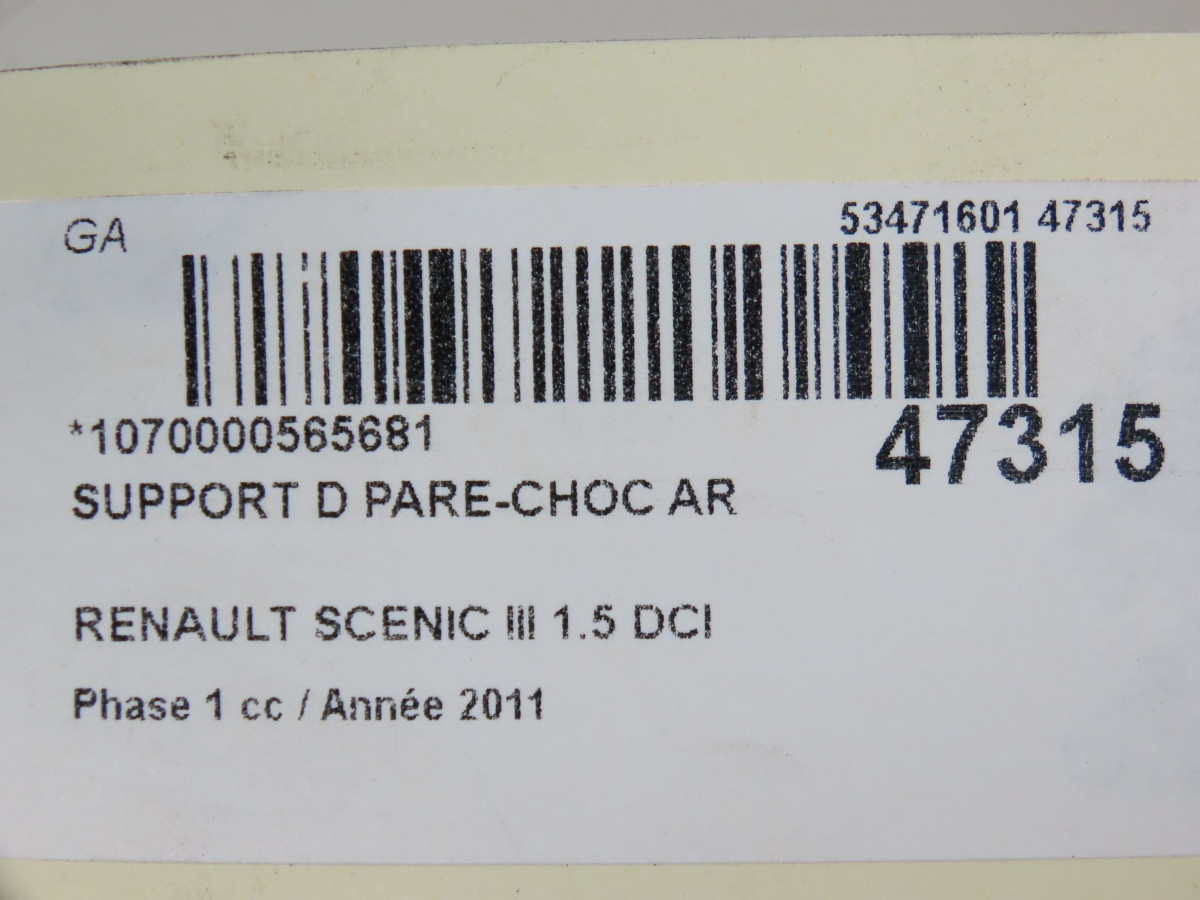 GA
53471601 47315
*1070000565681
47315
SUPPORT D PARE-CHOC AR
RENAULT SCENIC III 1.5 DCI
Phase 1 cc / Année 2011